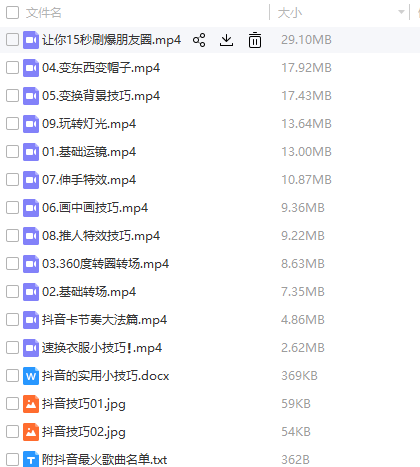 文件名 大小
让你15秒刷爆朋友圈.mp4 29.10MB
04.变东西变帽子.mp4 17.92MB
05.变换背景技巧.mp4 17.43MB
09.玩转灯光.mp4 13.64MB
01.基础运镜.mp4 13.00MB
07.伸手特效.mp4 10.87MB
06.画中画技巧.mp4 9.36MB
08.推人特效技巧.mp4 9.22MB
03.360度转圈转场.mp4 8.63MB
02.基础转场.mp4 7.35MB
抖音卡节奏大法篇.mp4 4.86MB
速换衣服小技巧!.mp4 2.62MB
抖音的实用小技巧.docx 369KB
抖音技巧01.jpg 59KB
抖音技巧02.jpg 54KB
附抖音最火歌曲名单.txt 362B